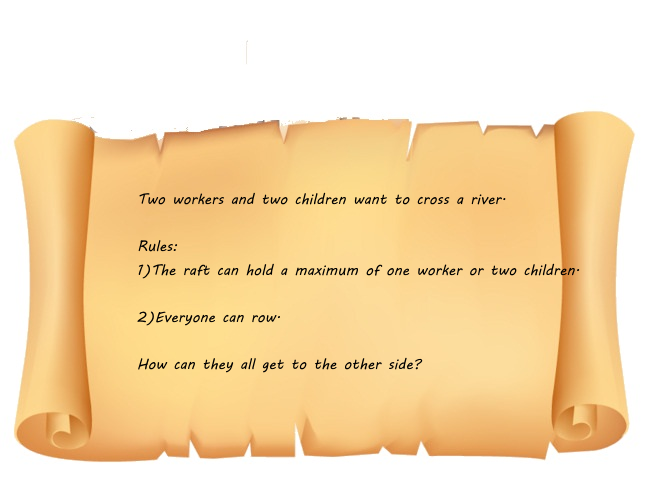 Two workers and two children want to cross a river.
Rules:
1)The raft can hold a maximum of one worker or two children.
2)Everyone can row.
How can they all get to the other side?